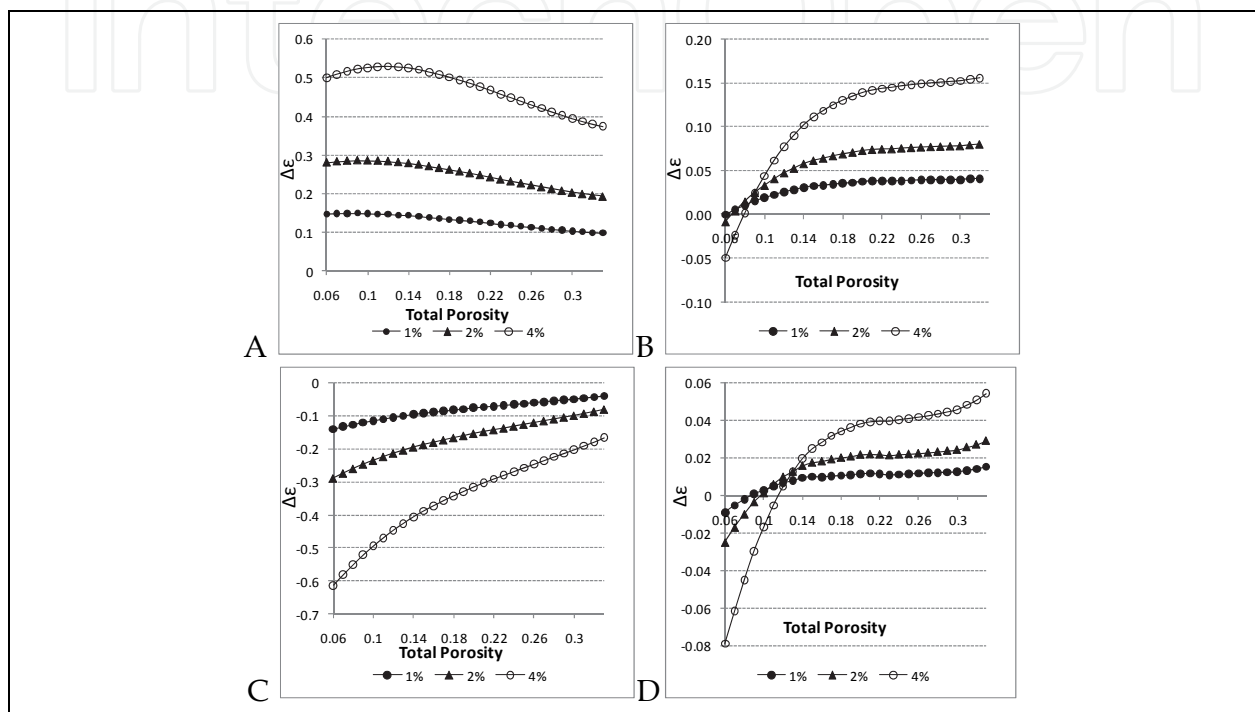 IntechOpen
0.6
0.5
0.4
0.3
0.2
0.1
0
Δε
0.06 0.1 0.14 0.18 0.22 0.26 0.3
Total Porosity
1% 2% 4%
A
0.20
0.15
0.10
0.05
0.00
-0.05
-0.10
Δε
0.06 0.1 0.14 0.18 0.22 0.26 0.3
Total Porosity
1% 2% 4%
B
0
-0.1
-0.2
-0.3
-0.4
-0.5
-0.6
-0.7
Δε
0.06 0.1 0.14 0.18 0.22 0.26 0.3
Total Porosity
1% 2% 4%
C
0.06
0.04
0.02
0
-0.02
-0.04
-0.06
-0.08
Δε
0.06 0.1 0.14 0.18 0.22 0.26 0.3
Total Porosity
1% 2% 4%
D